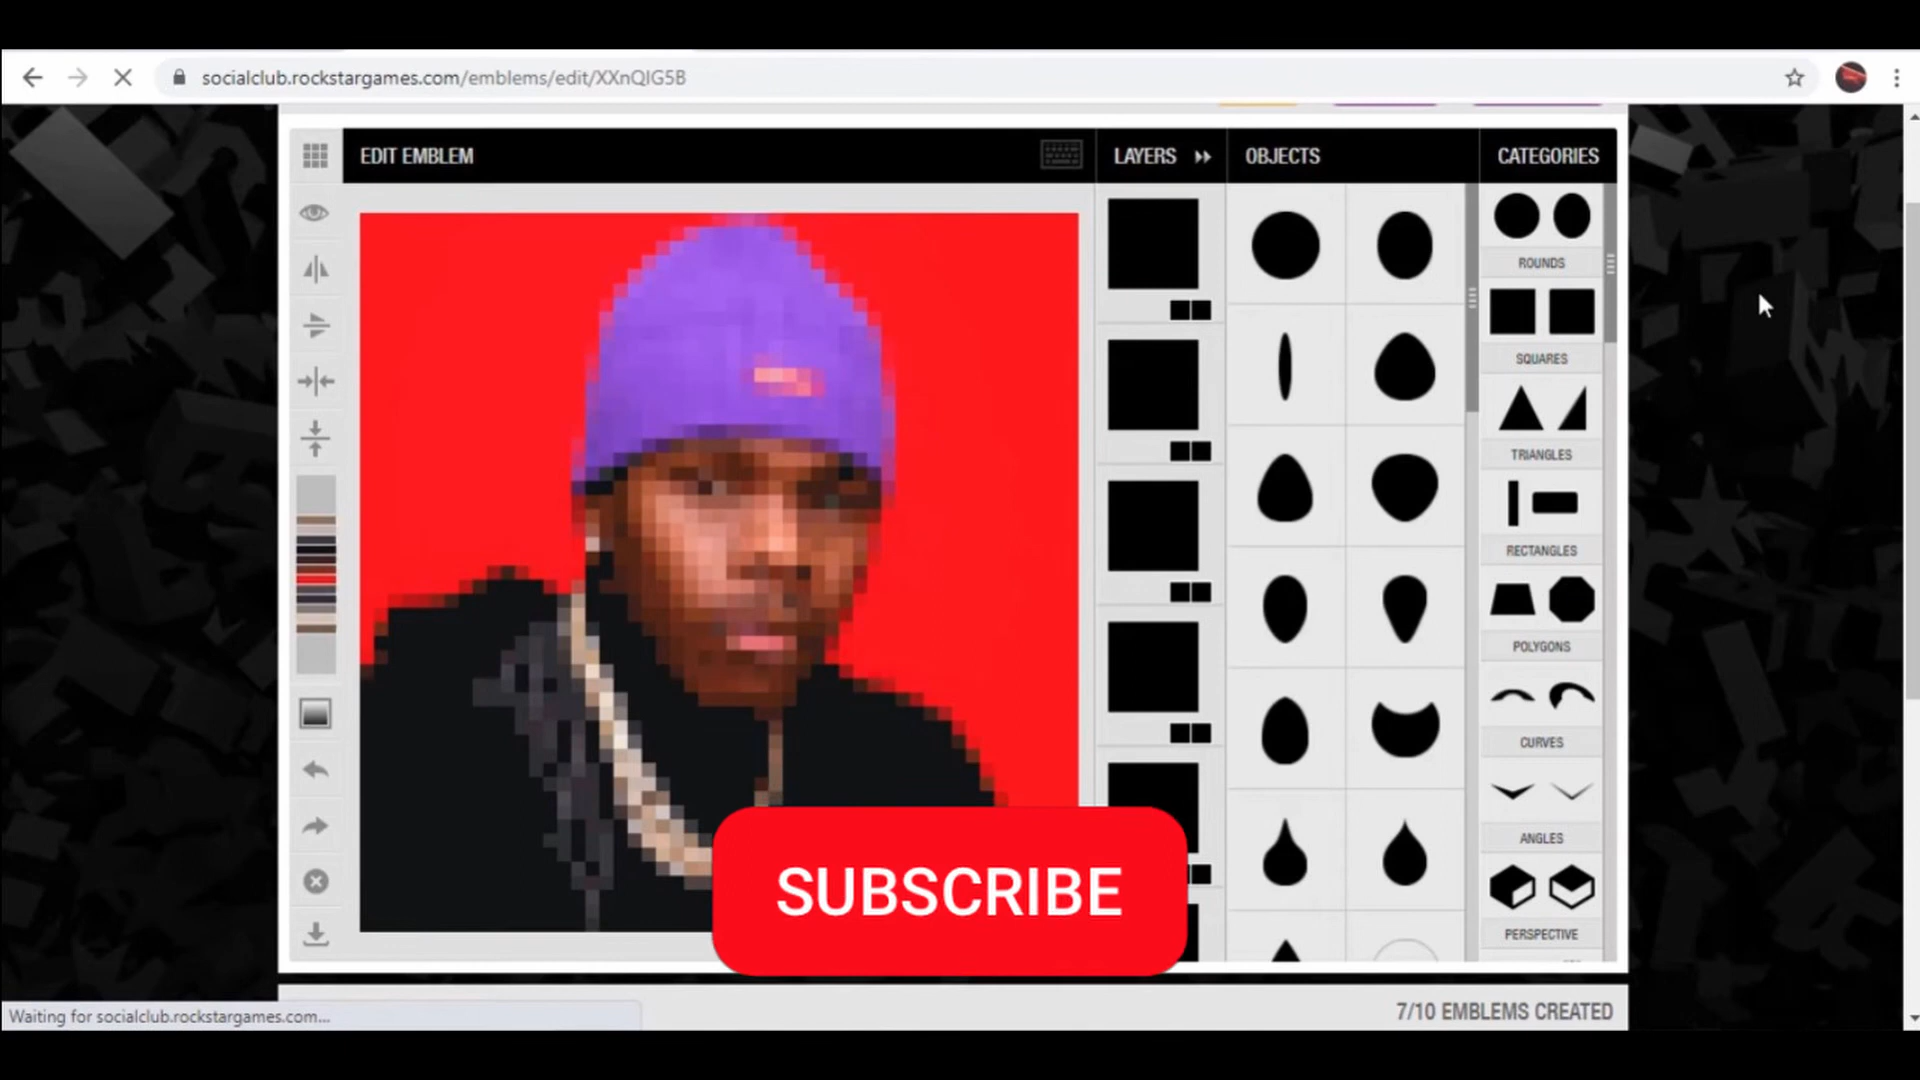 socialclub.rockstargames.com/emblems/edit/XXnQIG5B
EDIT EMBLEM
LAYERS
OBJECTS
CATEGORIES
ROUNDS
SQUARES
TRIANGLES
RECTANGLES
POLYGONS
CURVES
ANGLES
PERSPECTIVE
SUBSCRIBE
7/10 EMBLEMS CREATED
Waiting for socialclub.rockstargames.com...